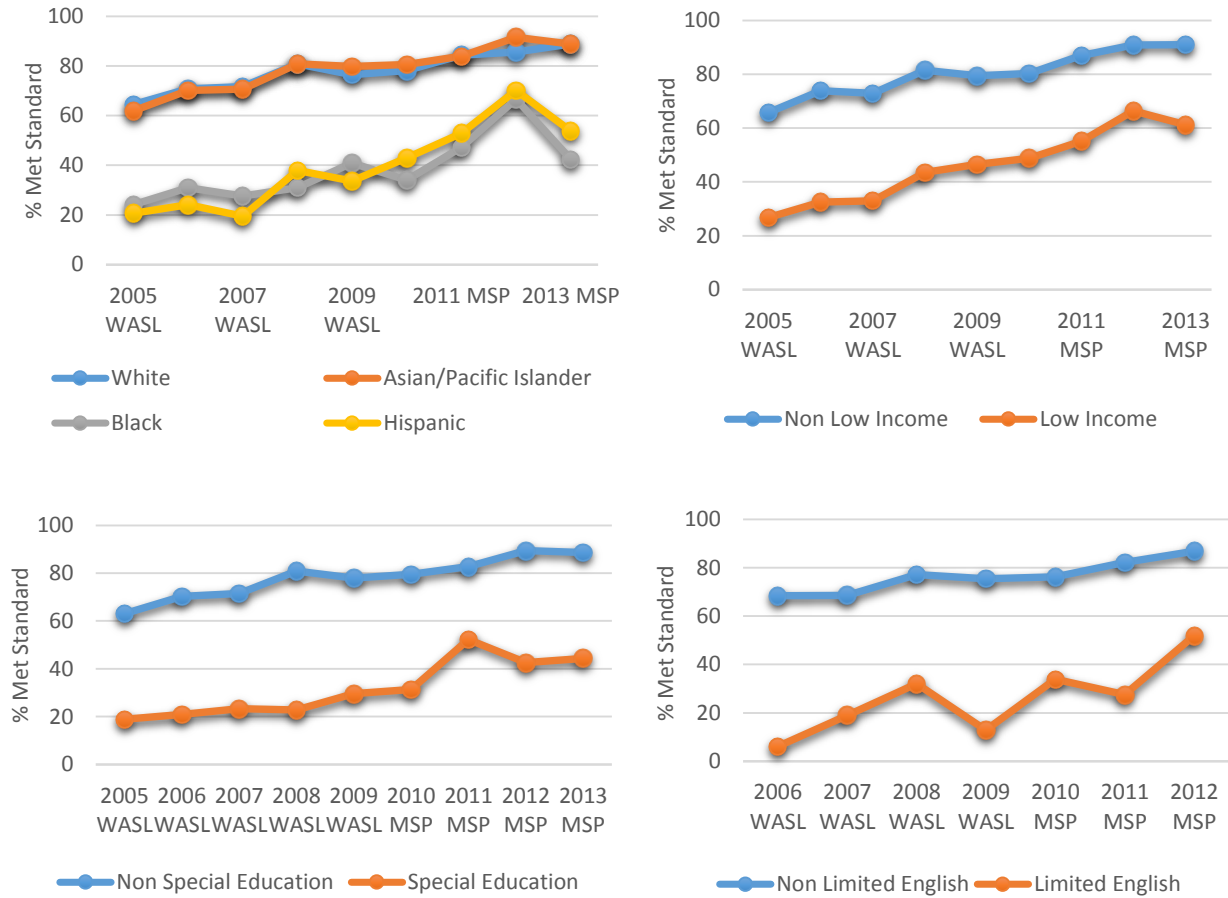 % Met Standard
100
80
60
40
20
0
2005 2007 2009 2011 MSP 2013 MSP
WASL WASL WASL
White Asian/Pacific Islander
Black Hispanic
% Met Standard
100
80
60
40
20
0
2005 2007 2009 2011 2013
WASL WASL WASL MSP MSP
Non Low Income Low Income
% Met Standard
100
80
60
40
20
0
2005 2006 2007 2008 2009 2010 2011 2012 2013
WASL WASL WASL WASL WASL MSP MSP MSP MSP
Non Special Education Special Education
% Met Standard
100
80
60
40
20
0
2006 2007 2008 2009 2010 2011 2012
WASL WASL WASL WASL MSP MSP MSP
Non Limited English Limited English